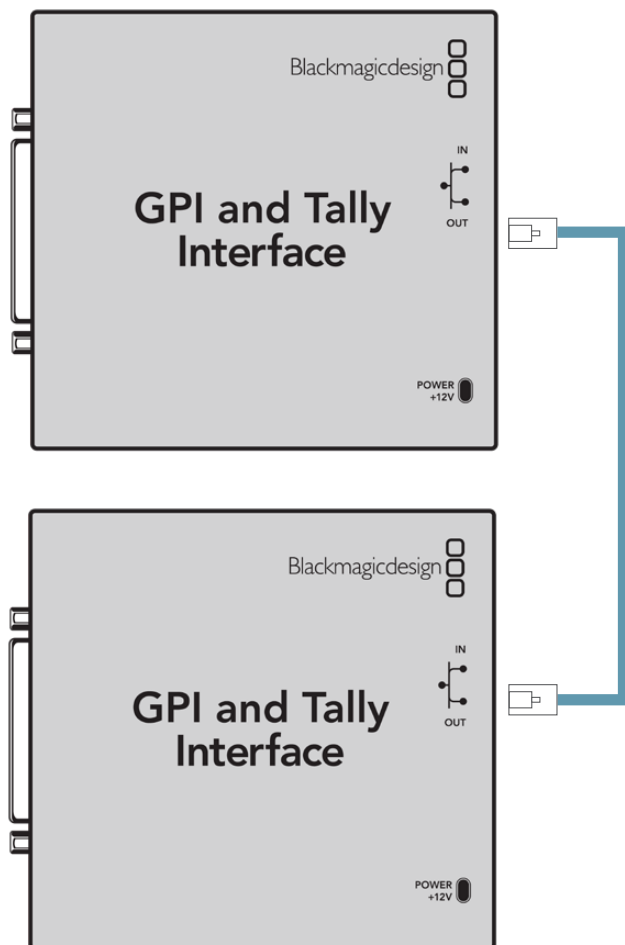 Blackmagicdesign
IN
OUT
GPI and Tally
Interface
POWER
+12V
Blackmagicdesign
IN
OUT
GPI and Tally
Interface
POWER
+12V